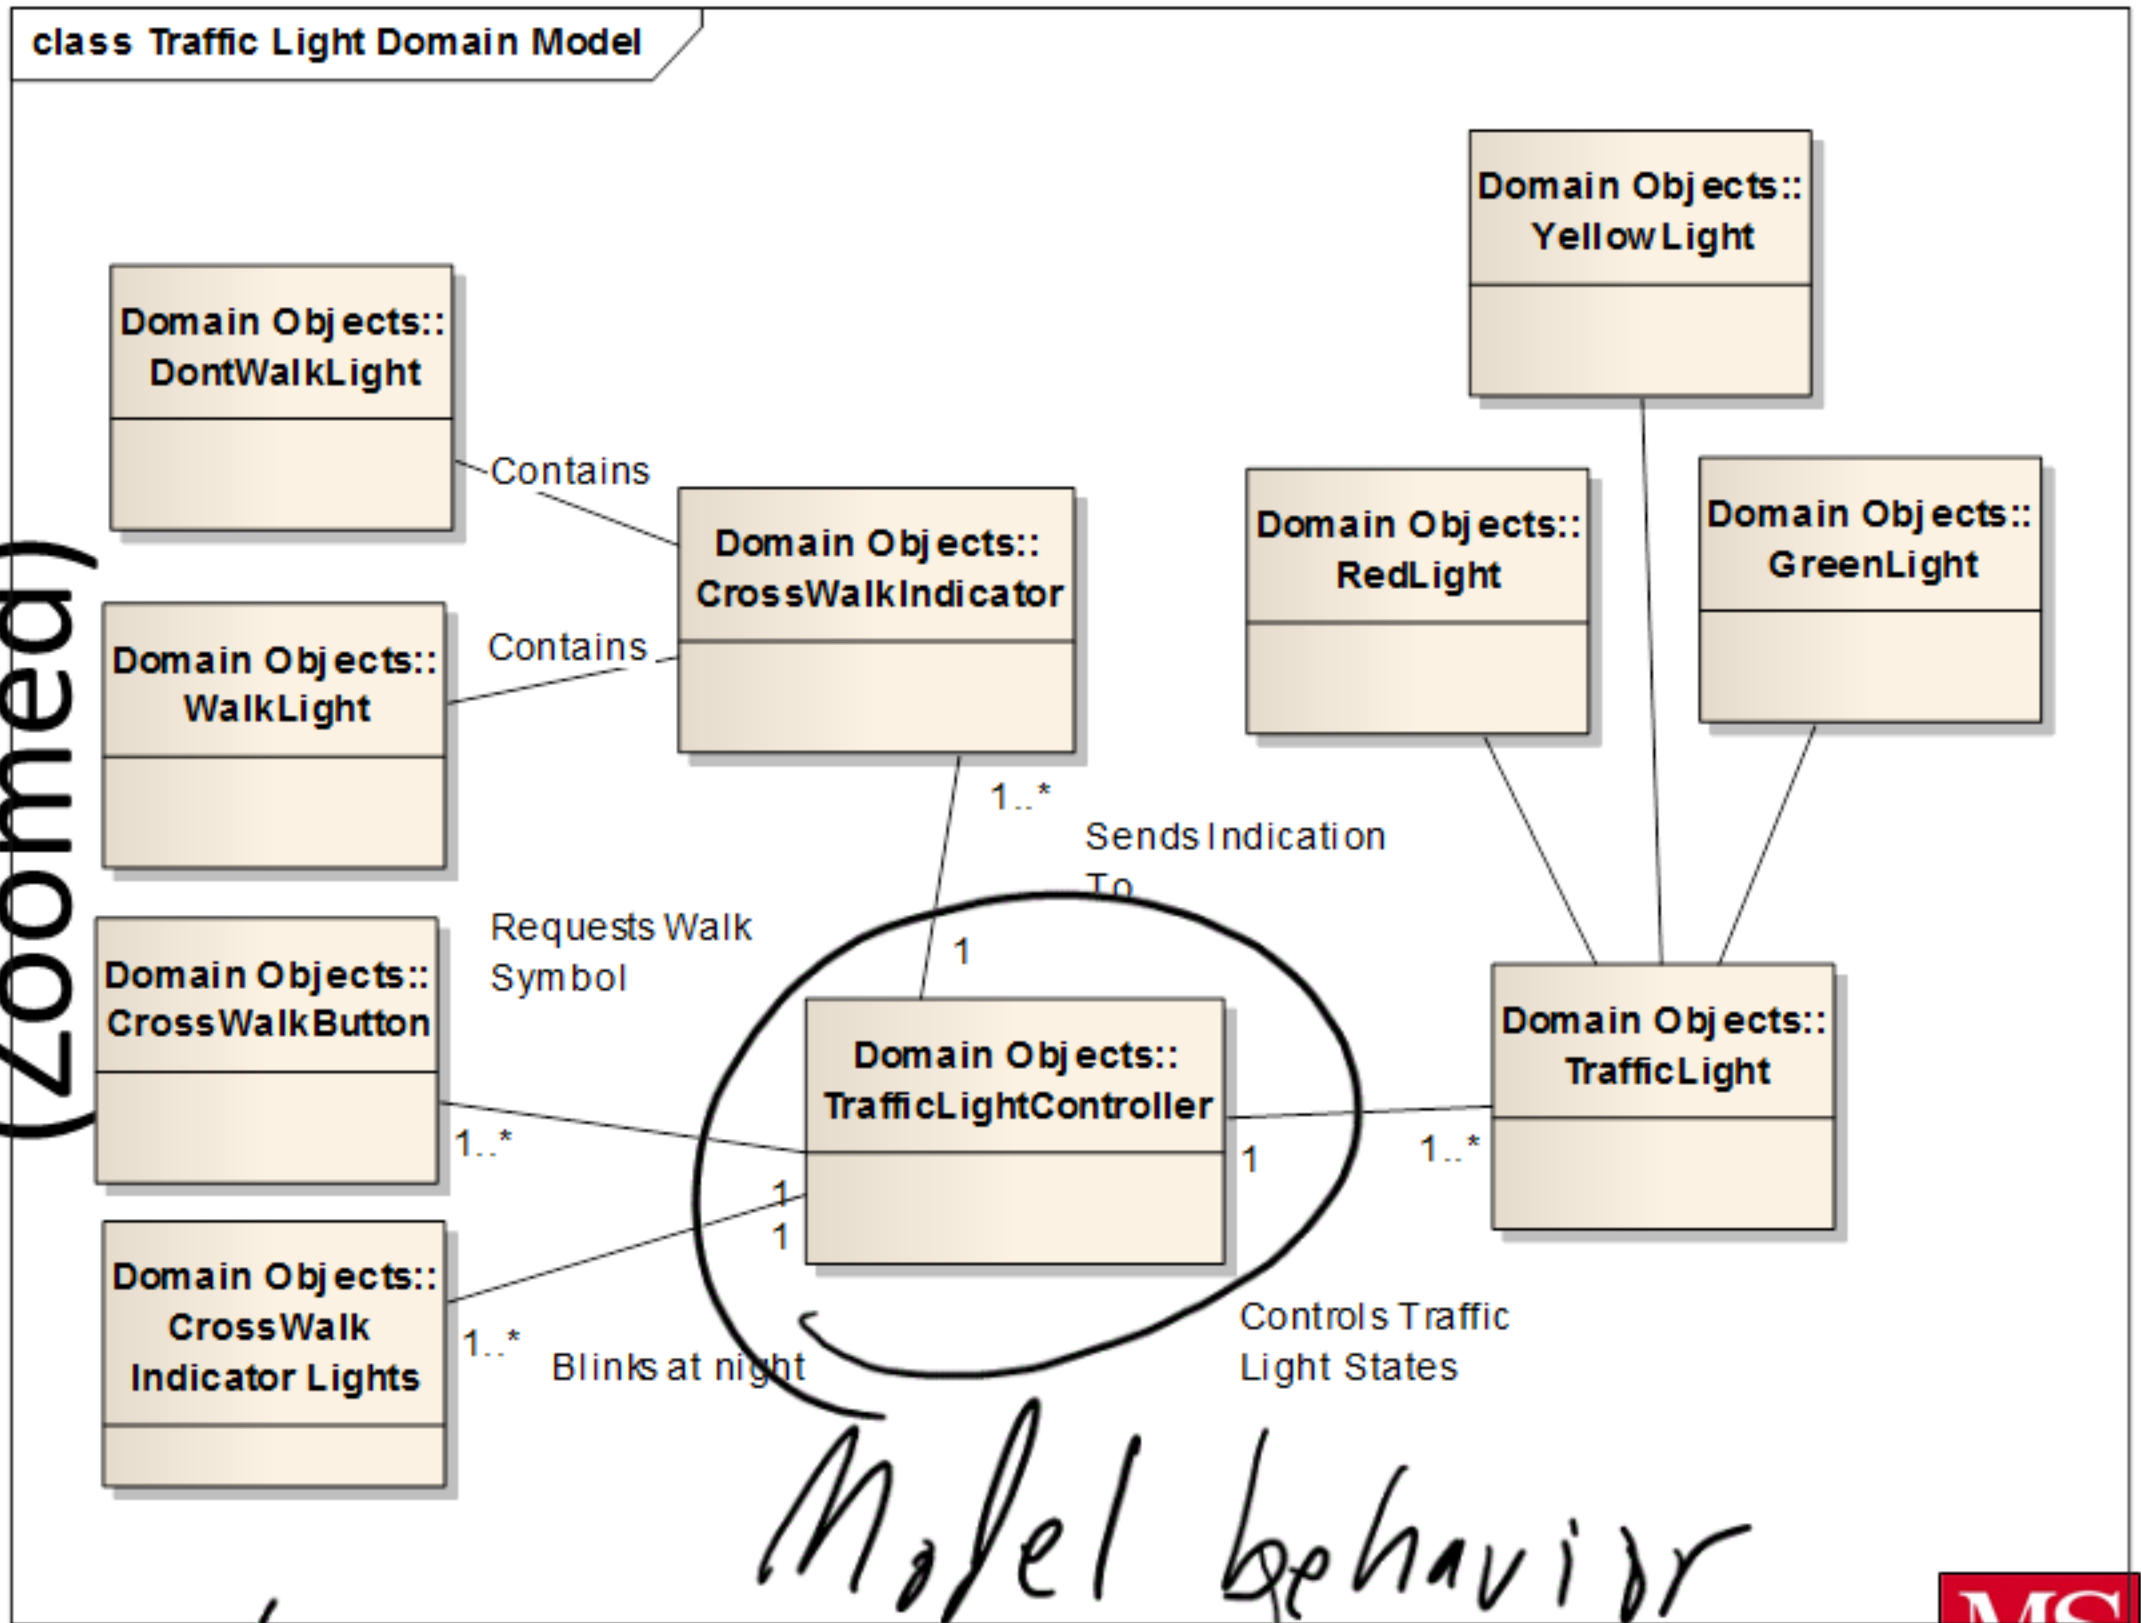 class Traffic Light Domain Model
Domain Objects::
YellowLight
Domain Objects::
DontWalkLight
Contains
Domain Objects::
CrossWalkIndicator
Domain Objects::
RedLight
Domain Objects::
GreenLight
(Zoomed)
Domain Objects::
WalkLight
Contains
1..*
Sends Indication
To
Requests Walk
Symbol
1
Domain Objects::
CrossWalkButton
Domain Objects::
TrafficLightController
Domain Objects::
TrafficLight
1..*
1
1
1
1..*
Domain Objects::
CrossWalk
Indicator Lights
1..*
Blinks at night
Controls Traffic
Light States
Model behavior
MS